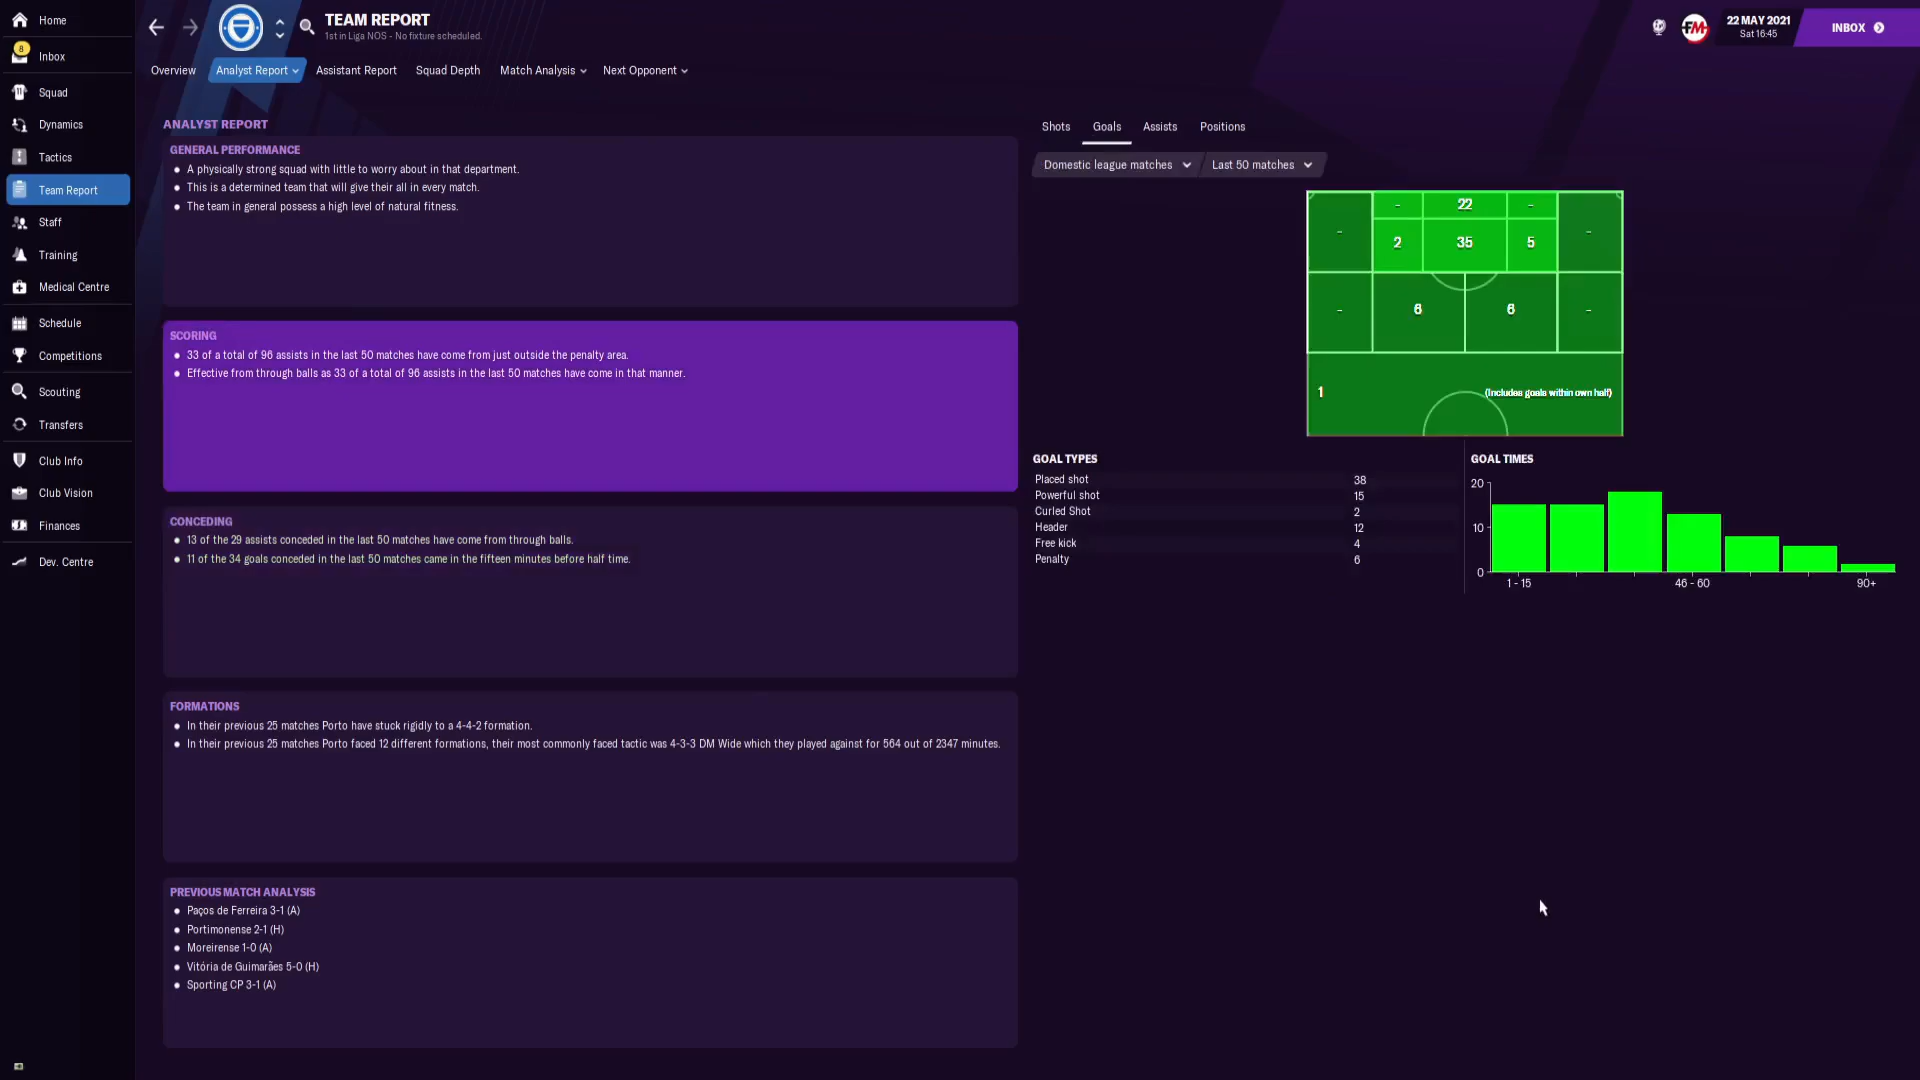 Home
8
Inbox
Squad
Dynamics
Tactics
Team Report
Staff
Training
Medical Centre
Schedule
Competitions
Scouting
Transfers
Club Info
Club Vision
Finances
Dev. Centre
TEAM REPORT
1st in Liga NOS - No fixture scheduled.
FM
22 MAY 2021
Sat 16:45
INBOX
Overview
Analyst Report
Assistant Report
Squad Depth
Match Analysis
Next Opponent
ANALYST REPORT
GENERAL PERFORMANCE
A physically strong squad with little to worry about in that department.
This is a determined team that will give their all in every match.
The team in general possess a high level of natural fitness.
SCORING
33 of a total of 96 assists in the last 50 matches have come from just outside the penalty area.
Effective from through balls as 33 of a total of 96 assists in the last 50 matches have come in that manner.
CONCEDING
13 of the 29 assists conceded in the last 50 matches have come from through balls.
11 of the 34 goals conceded in the last 50 matches came in the fifteen minutes before half time.
FORMATIONS
In their previous 25 matches Porto have stuck rigidly to a 4-4-2 formation.
In their previous 25 matches Porto faced 12 different formations, their most commonly faced tactic was 4-3-3 DM Wide which they played against for 564 out of 2347 minutes.
PREVIOUS MATCH ANALYSIS
Paços de Ferreira 3-1 (A)
Portimonense 2-1 (H)
Moreirense 1-0 (A)
Vitória de Guimarães 5-0 (H)
Sporting CP 3-1 (A)
Shots
Goals
Assists
Positions
Domestic league matches
Last 50 matches
- 22 -
- 2 35 5 -
- 6 6 -
1 (Includes goals within own half)
GOAL TYPES
Placed shot 38
Powerful shot 15
Curled Shot 2
Header 12
Free kick 4
Penalty 6
GOAL TIMES
20
10
0
1 - 15 46 - 60 90+